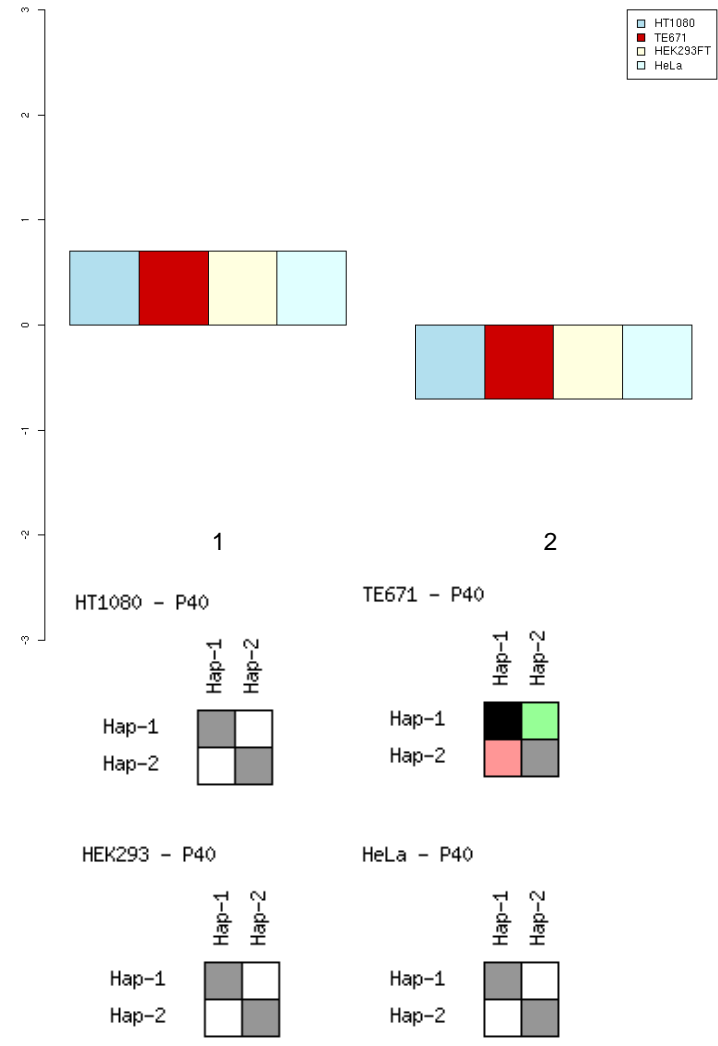 3
2
1
0
-1
-2
-3
HT1080
TE671
HEK293FT
HeLa
1
2
HT1080 - P40
Hap-1
Hap-2
Hap-1
Hap-2
TE671 - P40
Hap-1
Hap-2
Hap-1
Hap-2
HEK293 - P40
Hap-1
Hap-2
Hap-1
Hap-2
HeLa - P40
Hap-1
Hap-2
Hap-1
Hap-2